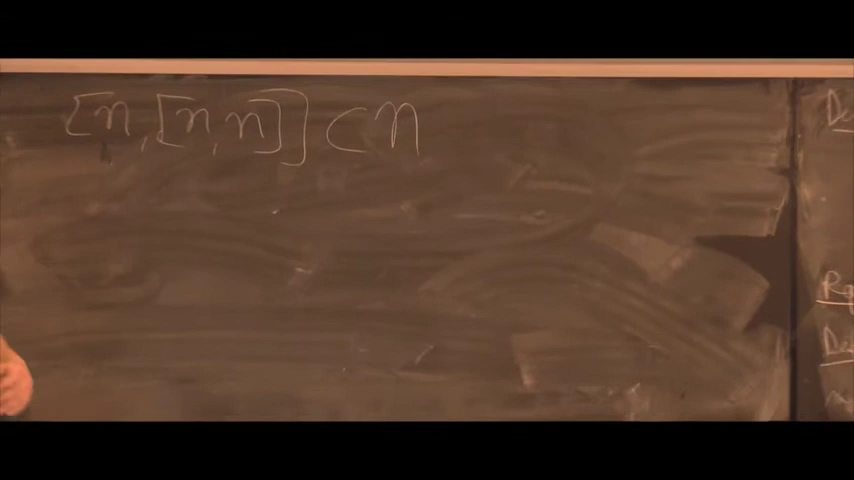 [n, [n, n]] ⊂ n